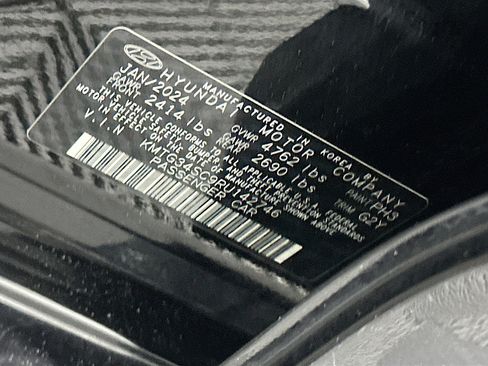 MANUFACTURED IN KOREA BY
HYUNDAI MOTOR COMPANY
JAN/2024 GVWR 4762 lbs PAINT TH3
GAWR FRONT 2414 lbs GAWR REAR 2690 lbs TRIM G2Y
THIS VEHICLE CONFORMS TO ALL APPLICABLE U.S.A. FEDERAL
MOTOR VEHICLE SAFETY, BUMPER, AND THEFT PREVENTION STANDARDS
IN EFFECT ON THE DATE OF MANUFACTURE SHOWN ABOVE
V.I.N
PASSENGER CAR